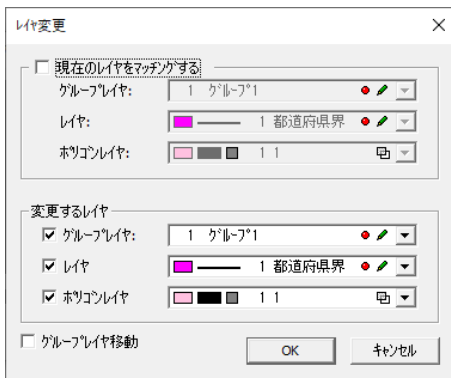 ﾚｲﾔ変更
現在のﾚｲﾔをﾏｯﾁﾝｸﾞする
ｸﾞﾙｰﾌﾟﾚｲﾔ: 1 ｸﾞﾙｰﾌﾟ1
ﾚｲﾔ: 1 都道府県界
ﾎﾟﾘｺﾞﾝﾚｲﾔ: 1 1
変更するﾚｲﾔ
ｸﾞﾙｰﾌﾟﾚｲﾔ: 1 ｸﾞﾙｰﾌﾟ1
ﾚｲﾔ 1 都道府県界
ﾎﾟﾘｺﾞﾝﾚｲﾔ 1 1
ｸﾞﾙｰﾌﾟﾚｲﾔ移動
OK ｷｬﾝｾﾙ